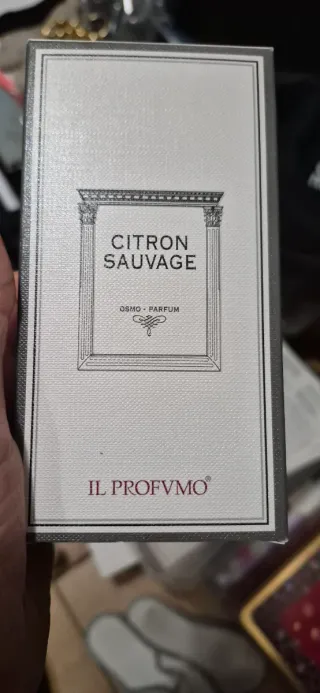 CITRON
SAUVAGE
OSMO - PARFUM
IL PROFVMO®